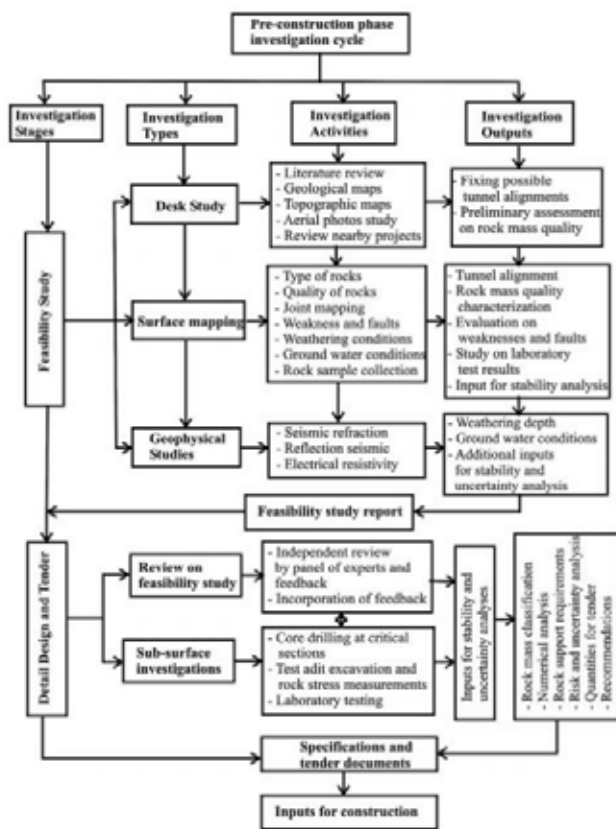 Pre-construction phase
investigation cycle
Investigation
Stages
Investigation
Types
Investigation
Activities
Investigation
Outputs
Feasibility Study
Desk Study
- Literature review
- Geological maps
- Topographic maps
- Aerial photos study
- Review nearby projects
- Fixing possible
tunnel alignments
- Preliminary assessment
on rock mass quality
Surface mapping
- Type of rocks
- Quality of rocks
- Joint mapping
- Weakness and faults
- Weathering conditions
- Ground water conditions
- Rock sample collection
- Tunnel alignment
- Rock mass quality
characterization
- Evaluation on
weaknesses and faults
- Study on laboratory
test results
- Input for stability analysis
Geophysical
Studies
- Seismic refraction
- Reflection seismic
- Electrical resistivity
- Weathering depth
- Ground water conditions
- Additional inputs
for stability and
uncertainty analysis
Feasibility study report
Detail Design and Tender
Review on
feasibility study
- Independent review
by panel of experts and
feedback
- Incorporation of feedback
Sub-surface
investigations
- Core drilling at critical
sections
- Test adit excavation and
rock stress measurements
- Laboratory testing
Inputs for stability and
uncertainty analyses
- Rock mass classification
- Numerical analysis
- Rock support requirements
- Risk and uncertainty analysis
- Quantities for tender
- Recommendations
Specifications and
tender documents
Inputs for construction